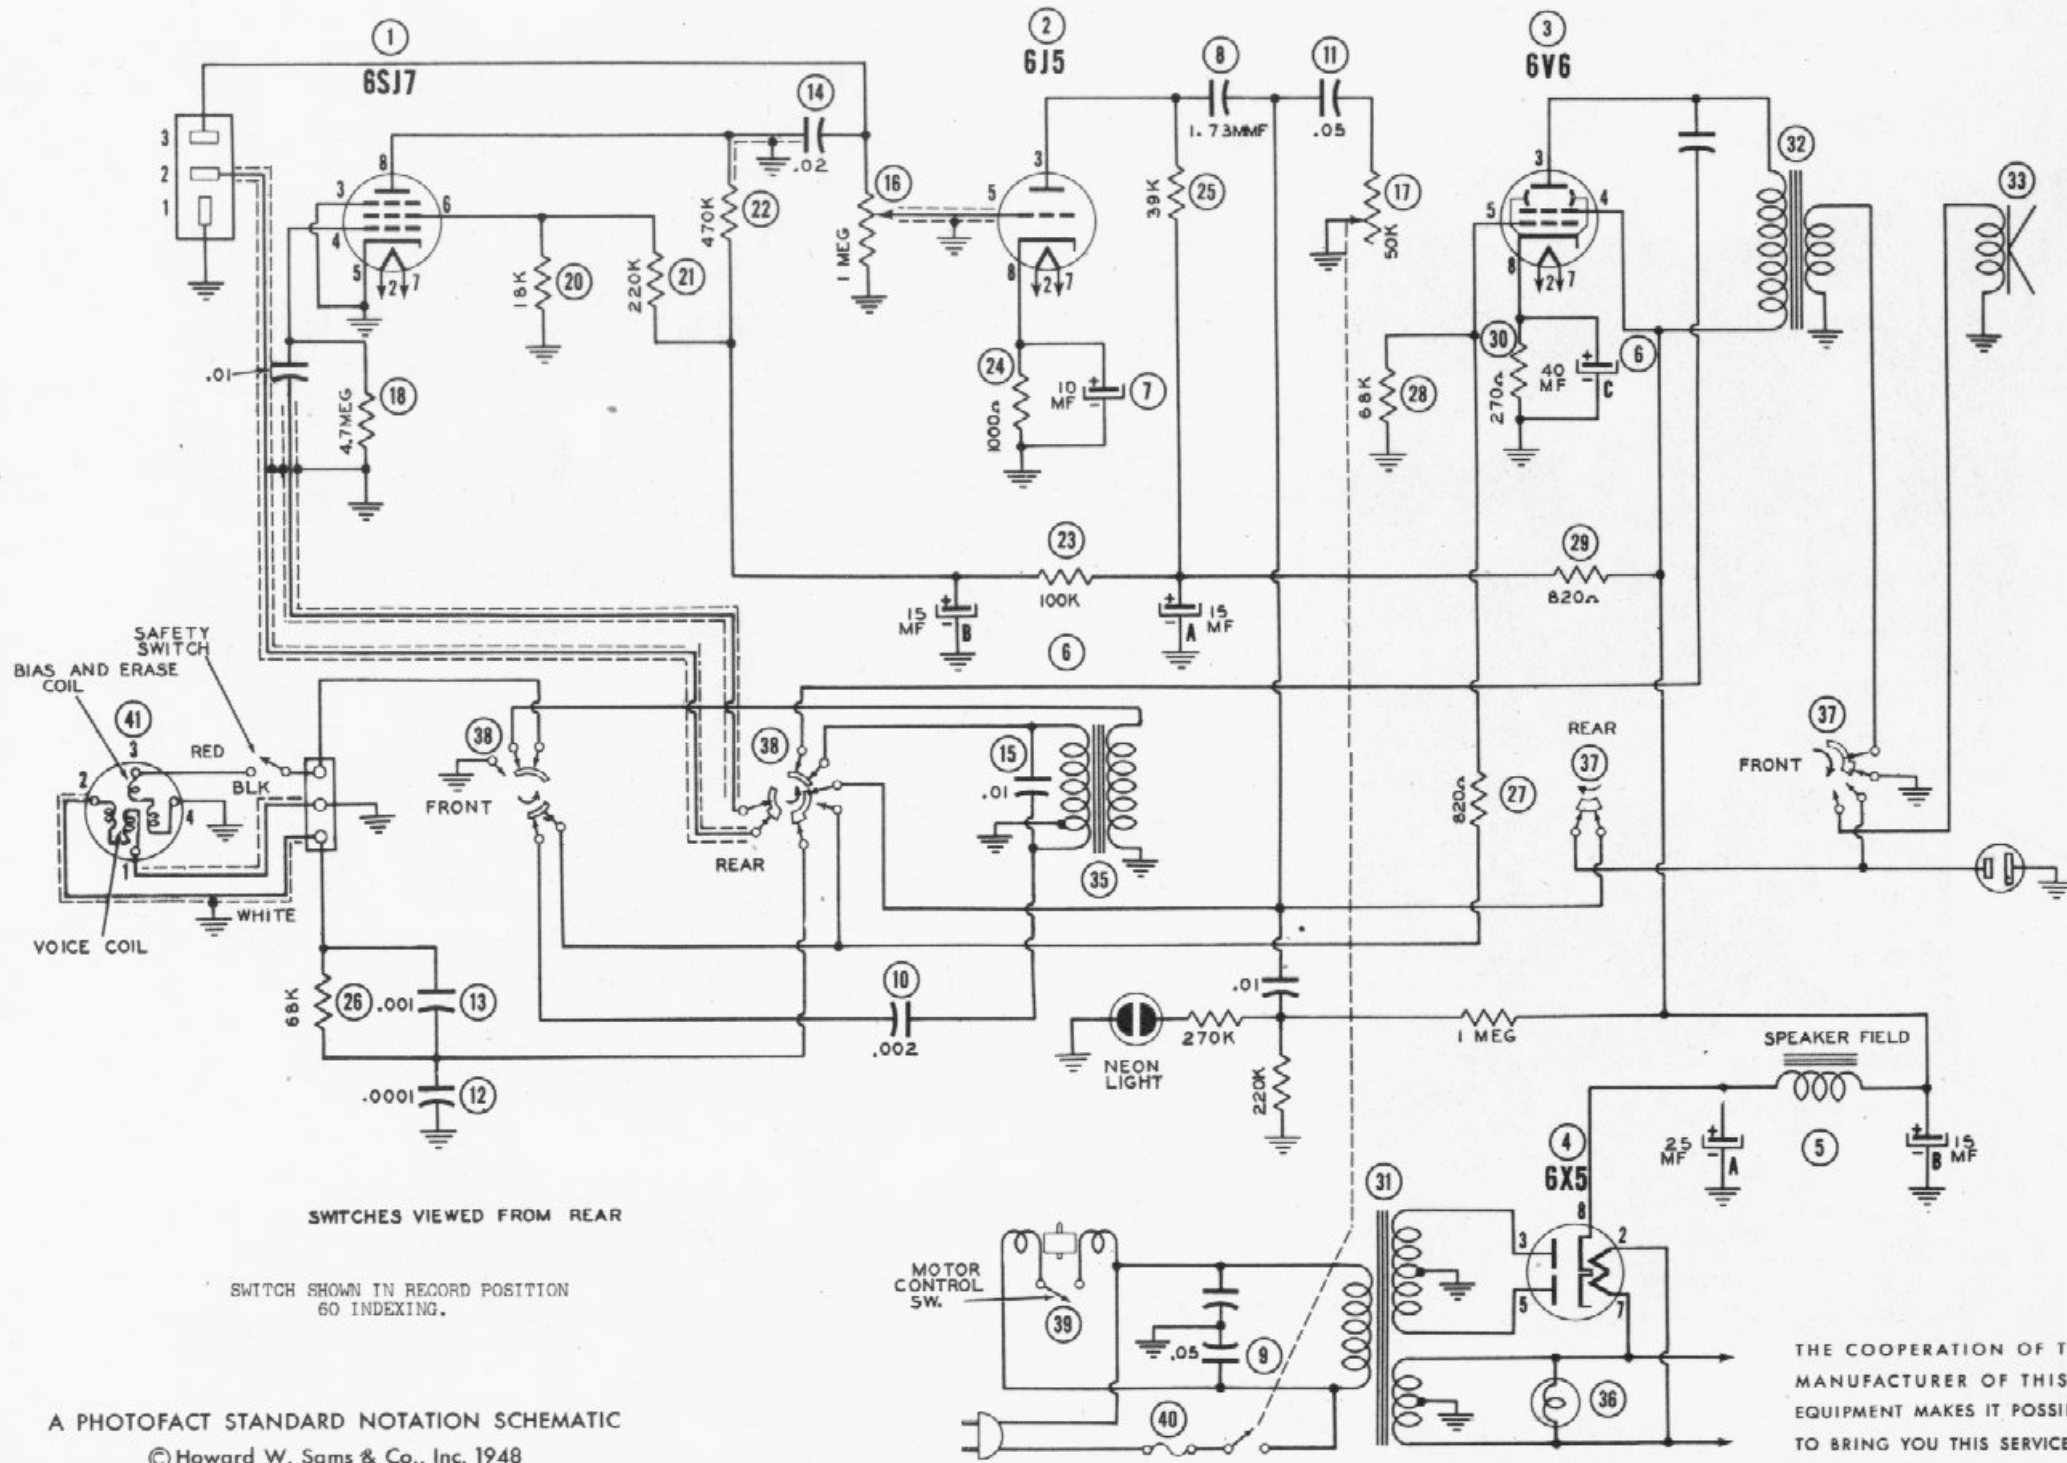 1
6SJ7
2
6J5
8
11
3
6V6
14
32
33
3
2
1
8
3
6
4
5
2
7
.02
16
22
470K
1 MEG
5
3
8
2
7
1.73MMF
.05
39K
25
17
50K
3
5
4
8
2
7
18K
20
220K
21
.01
4.7MEG
18
24
1000Ω
10
MF
7
68K
28
30
270Ω
40
MF
C
6
23
100K
29
820Ω
15
MF
B
15
MF
A
6
SAFETY
SWITCH
BIAS AND ERASE
COIL
41
3
RED
BLK
2
4
1
WHITE
VOICE COIL
38
FRONT
38
REAR
15
.01
35
820Ω
27
REAR
37
37
FRONT
68K
26
.001
13
.0001
12
10
.002
.01
NEON
LIGHT
270K
220K
1 MEG
SPEAKER FIELD
25
MF
A
5
15
MF
B
4
6X5
8
3
2
5
7
31
SWITCHES VIEWED FROM REAR
SWITCH SHOWN IN RECORD POSITION
60 INDEXING.
MOTOR
CONTROL
SW.
39
.05
9
40
36
A PHOTOFACT STANDARD NOTATION SCHEMATIC
© Howard W. Sams & Co., Inc. 1948
THE COOPERATION OF T
MANUFACTURER OF THIS
EQUIPMENT MAKES IT POSSI
TO BRING YOU THIS SERVICE